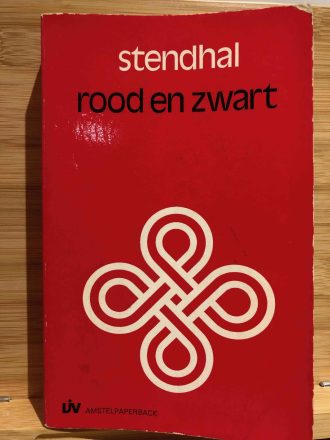 stendhal
rood en zwart
AMSTELPAPERBACK